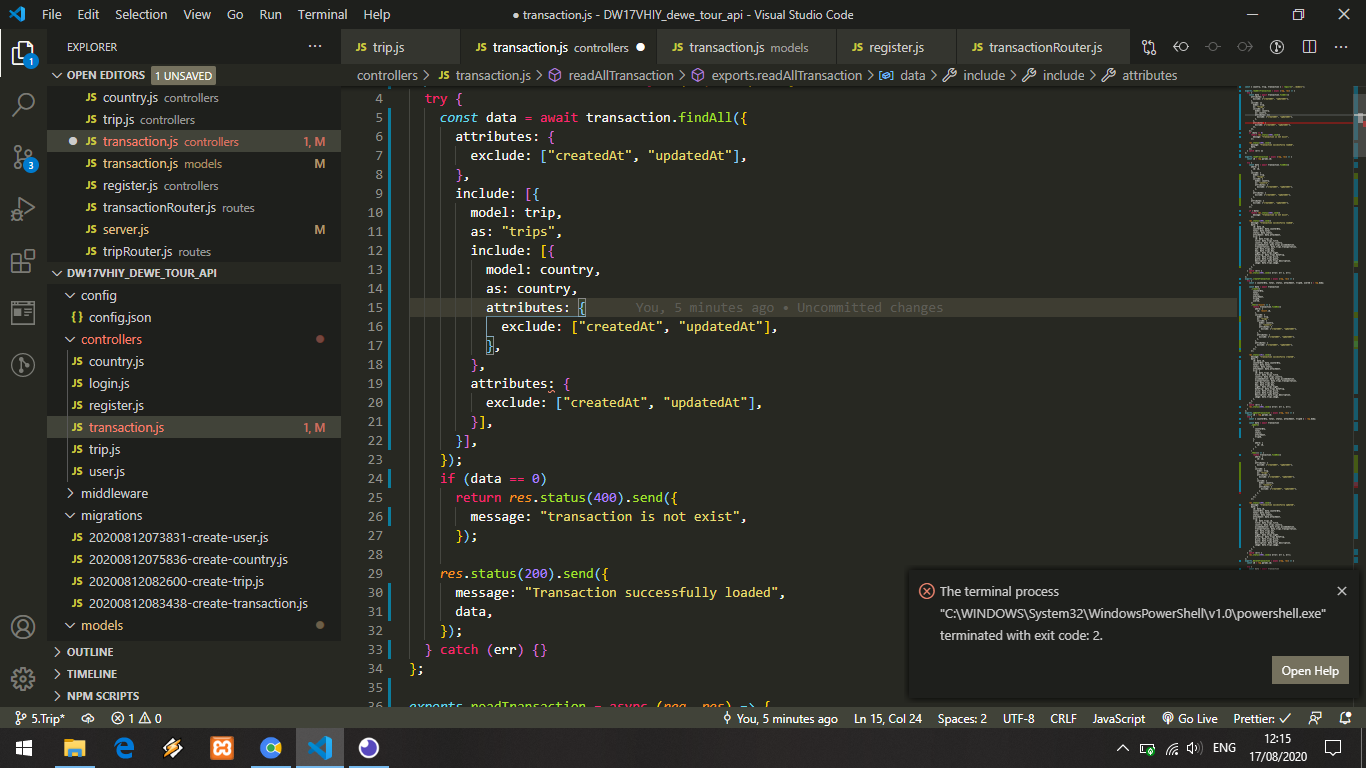 File Edit Selection View Go Run Terminal Help
● transaction.js - DW17VHIY_dewe_tour_api - Visual Studio Code
EXPLORER
OPEN EDITORS 1 UNSAVED
JS country.js controllers
JS trip.js controllers
JS transaction.js controllers 1, M
JS transaction.js models M
JS register.js controllers
JS transactionRouter.js routes
JS server.js M
JS tripRouter.js routes
DW17VHIY_DEWE_TOUR_API
config
{} config.json
controllers
JS country.js
JS login.js
JS register.js
JS transaction.js 1, M
JS trip.js
JS user.js
middleware
migrations
JS 20200812073831-create-user.js
JS 20200812075836-create-country.js
JS 20200812082600-create-trip.js
JS 20200812083438-create-transaction.js
models
OUTLINE
TIMELINE
NPM SCRIPTS
1
3
JS trip.js
JS transaction.js controllers
JS transaction.js models
JS register.js
JS transactionRouter.js
controllers > JS transaction.js > readAllTransaction > exports.readAllTransaction > data > include > include > attributes
4 try {
5 const data = await transaction.findAll({
6 attributes: {
7 exclude: ["createdAt", "updatedAt"],
8 },
9 include: [{
10 model: trip,
11 as: "trips",
12 include: [{
13 model: country,
14 as: country,
15 attributes: { You, 5 minutes ago • Uncommitted changes
16 exclude: ["createdAt", "updatedAt"],
17 },
18 },
19 attributes: {
20 exclude: ["createdAt", "updatedAt"],
21 }],
22 }],
23 });
24 if (data == 0)
25 return res.status(400).send({
26 message: "transaction is not exist",
27 });
28
29 res.status(200).send({
30 message: "Transaction successfully loaded",
31 data,
32 });
33 } catch (err) {}
34 };
35
36 exports.readTransaction = async (req, res) => {
The terminal process
"C:\WINDOWS\System32\WindowsPowerShell\v1.0\powershell.exe"
terminated with exit code: 2.
Open Help
5.Trip* 1 0 You, 5 minutes ago Ln 15, Col 24 Spaces: 2 UTF-8 CRLF JavaScript Go Live Prettier: ✓
ENG
12:15
17/08/2020